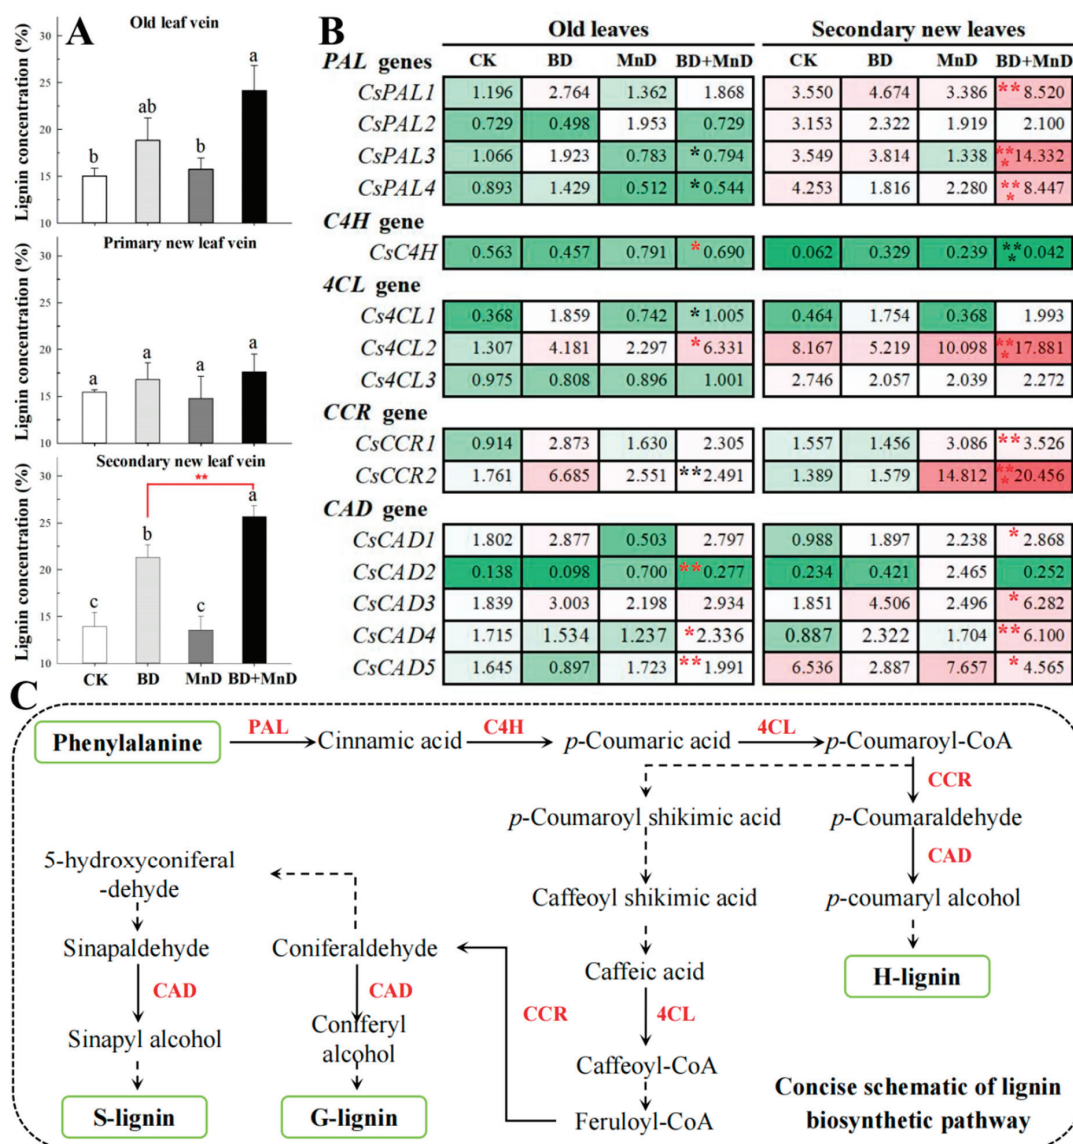 A
Old leaf vein
Lignin concentration (%)
30
25
20
15
10
b
ab
b
a
Primary new leaf vein
Lignin concentration (%)
30
25
20
15
10
a
a
a
a
Secondary new leaf vein
Lignin concentration (%)
30
25
20
15
10
c
b
c
a
**
CK BD MnD BD+MnD
B
Old leaves Secondary new leaves
PAL genes CK BD MnD BD+MnD CK BD MnD BD+MnD
CsPAL1 1.196 2.764 1.362 1.868 3.550 4.674 3.386 **8.520
CsPAL2 0.729 0.498 1.953 0.729 3.153 2.322 1.919 2.100
CsPAL3 1.066 1.923 0.783 *0.794 3.549 3.814 1.338 ***14.332
CsPAL4 0.893 1.429 0.512 *0.544 4.253 1.816 2.280 ***8.447
C4H gene
CsC4H 0.563 0.457 0.791 *0.690 0.062 0.329 0.239 ***0.042
4CL gene
Cs4CL1 0.368 1.859 0.742 *1.005 0.464 1.754 0.368 1.993
Cs4CL2 1.307 4.181 2.297 *6.331 8.167 5.219 10.098 ***17.881
Cs4CL3 0.975 0.808 0.896 1.001 2.746 2.057 2.039 2.272
CCR gene
CsCCR1 0.914 2.873 1.630 2.305 1.557 1.456 3.086 **3.526
CsCCR2 1.761 6.685 2.551 **2.491 1.389 1.579 14.812 ***20.456
CAD gene
CsCAD1 1.802 2.877 0.503 2.797 0.988 1.897 2.238 *2.868
CsCAD2 0.138 0.098 0.700 **0.277 0.234 0.421 2.465 0.252
CsCAD3 1.839 3.003 2.198 2.934 1.851 4.506 2.496 *6.282
CsCAD4 1.715 1.534 1.237 *2.336 0.887 2.322 1.704 **6.100
CsCAD5 1.645 0.897 1.723 **1.991 6.536 2.887 7.657 *4.565
C
Phenylalanine PAL Cinnamic acid C4H p-Coumaric acid 4CL p-Coumaroyl-CoA
CCR
p-Coumaroyl shikimic acid p-Coumaraldehyde
CAD
5-hydroxyconiferal
-dehyde
Caffeoyl shikimic acid p-coumaryl alcohol
Sinapaldehyde Coniferaldehyde
Caffeic acid H-lignin
CAD CAD CCR 4CL
Sinapyl alcohol Coniferyl
alcohol
Caffeoyl-CoA
S-lignin G-lignin Feruloyl-CoA
Concise schematic of lignin
biosynthetic pathway